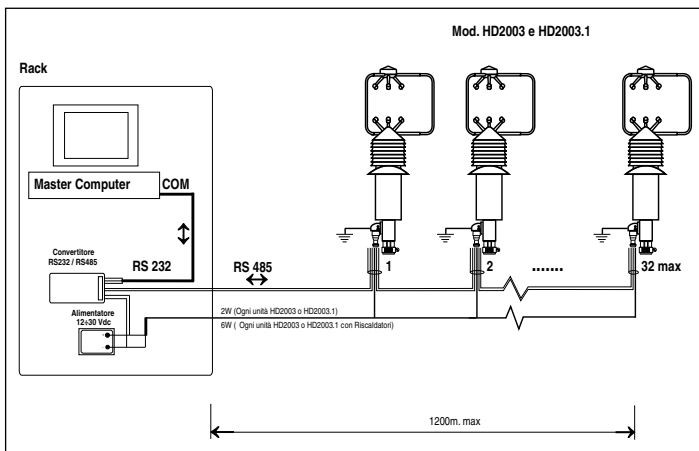 Mod. HD2003 e HD2003.1
Rack
Master Computer
COM
Convertitore
RS232 / RS485
RS 232
RS 485
1
2
.......
32 max
Alimentatore
12÷30 Vdc
2W (Ogni unità HD2003 o HD2003.1)
6W ( Ogni unità HD2003 o HD2003.1 con Riscaldatori)
1200m. max